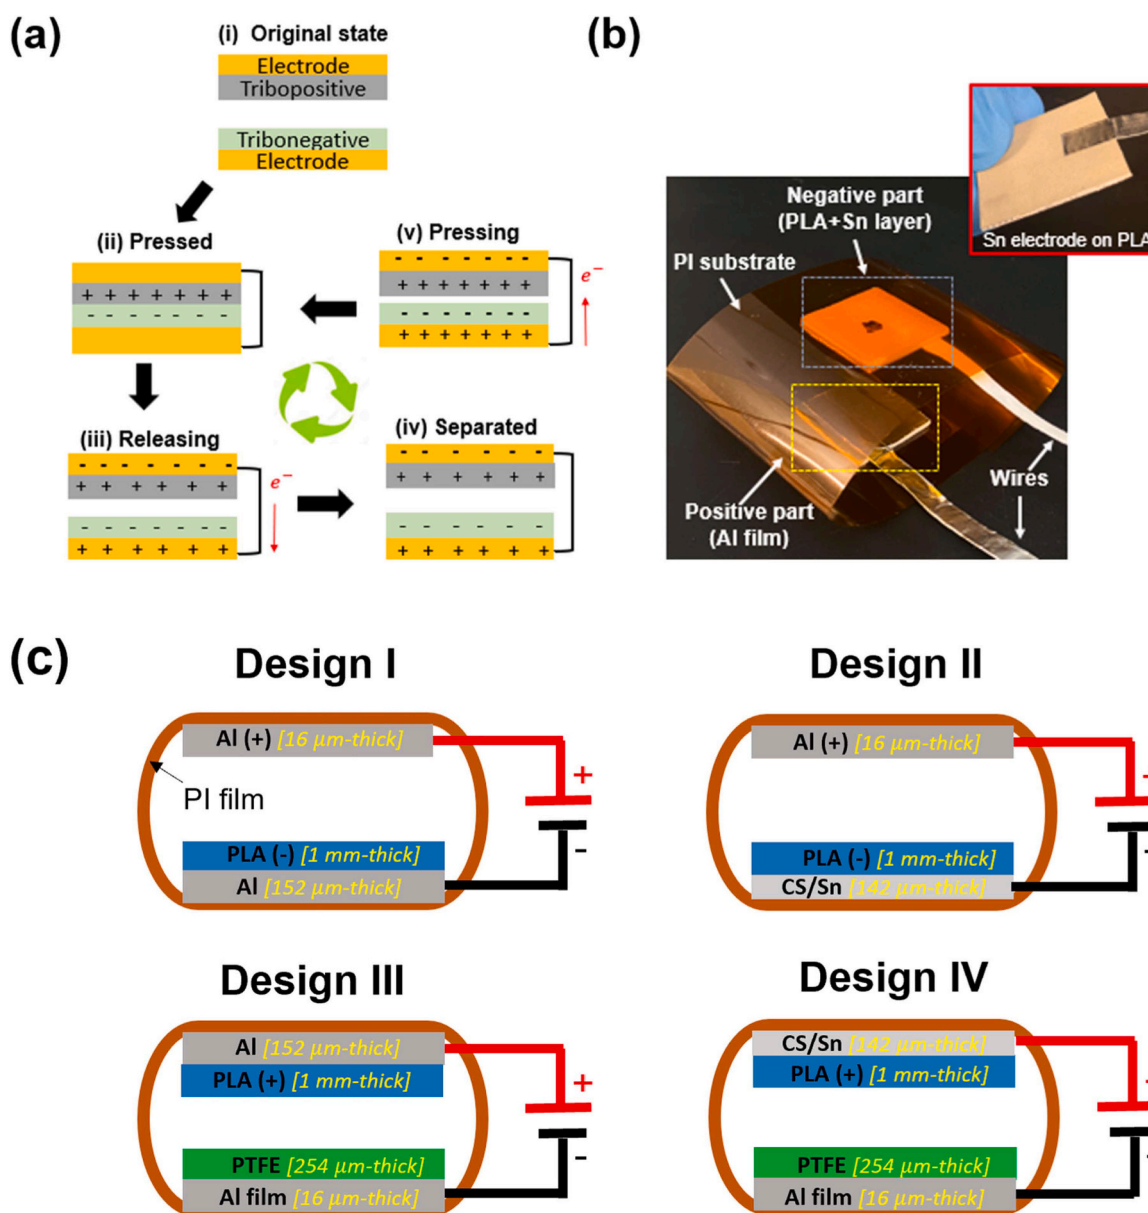 (a)
(i) Original state
Electrode
Tribopositive
Tribonegative
Electrode
(ii) Pressed
+ + + + + + +
- - - - - - -
(v) Pressing
- - - - - - -
+ + + + + + +
- - - - - - -
+ + + + + + +
e⁻
(iii) Releasing
- - - - - - -
+ + + + + +
- - - - - - -
+ + + + + +
e⁻
(iv) Separated
- - - - - -
+ + + + + +
- - - - - -
+ + + + + +
(b)
Sn electrode on PLA
Negative part
(PLA+Sn layer)
PI substrate
Wires
Positive part
(Al film)
(c)
Design I
Al (+) [16 μm-thick]
PI film
PLA (-) [1 mm-thick]
Al [152 μm-thick]
+
-
Design II
Al (+) [16 μm-thick]
PLA (-) [1 mm-thick]
CS/Sn [142 μm-thick]
+
-
Design III
Al [152 μm-thick]
PLA (+) [1 mm-thick]
PTFE [254 μm-thick]
Al film [16 μm-thick]
+
-
Design IV
CS/Sn [142 μm-thick]
PLA (+) [1 mm-thick]
PTFE [254 μm-thick]
Al film [16 μm-thick]
+
-